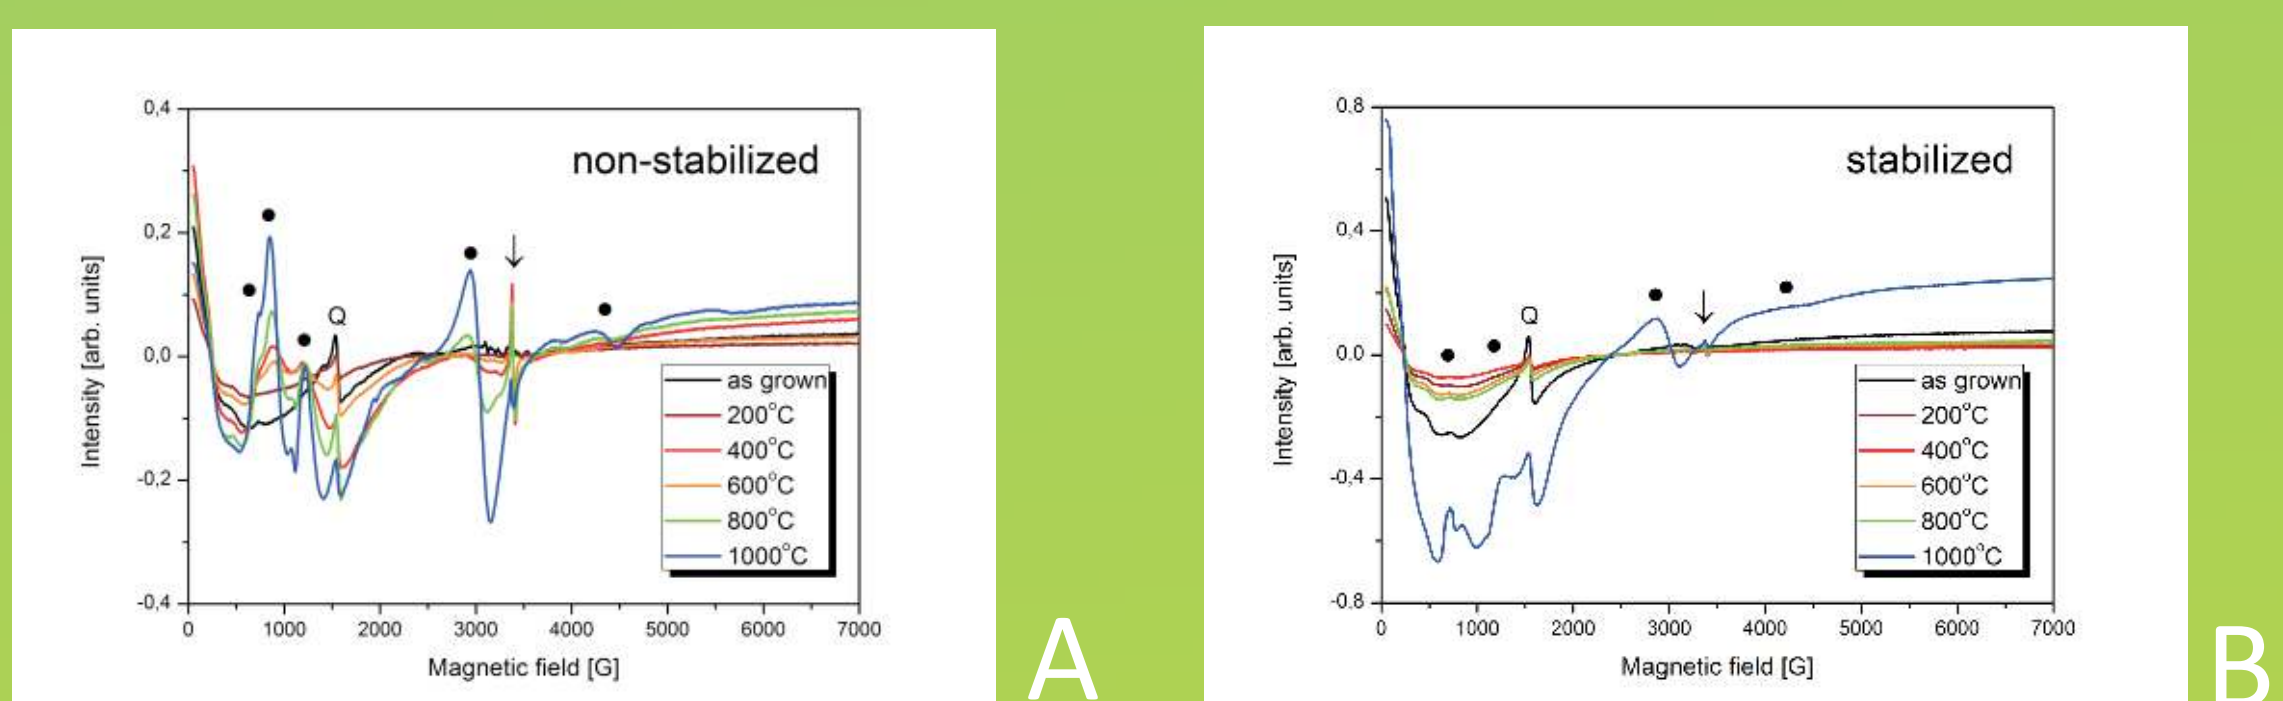 non-stabilized
0,4
0,2
0,0
-0,2
-0,4
Intensity [arb. units]
Q
as grown
200°C
400°C
600°C
800°C
1000°C
0 1000 2000 3000 4000 5000 6000 7000
Magnetic field [G]
A
stabilized
0.8
0.4
0.0
-0.4
-0.8
Intensity [arb. units]
Q
as grown
200°C
400°C
600°C
800°C
1000°C
0 1000 2000 3000 4000 5000 6000 7000
Magnetic field [G]
B